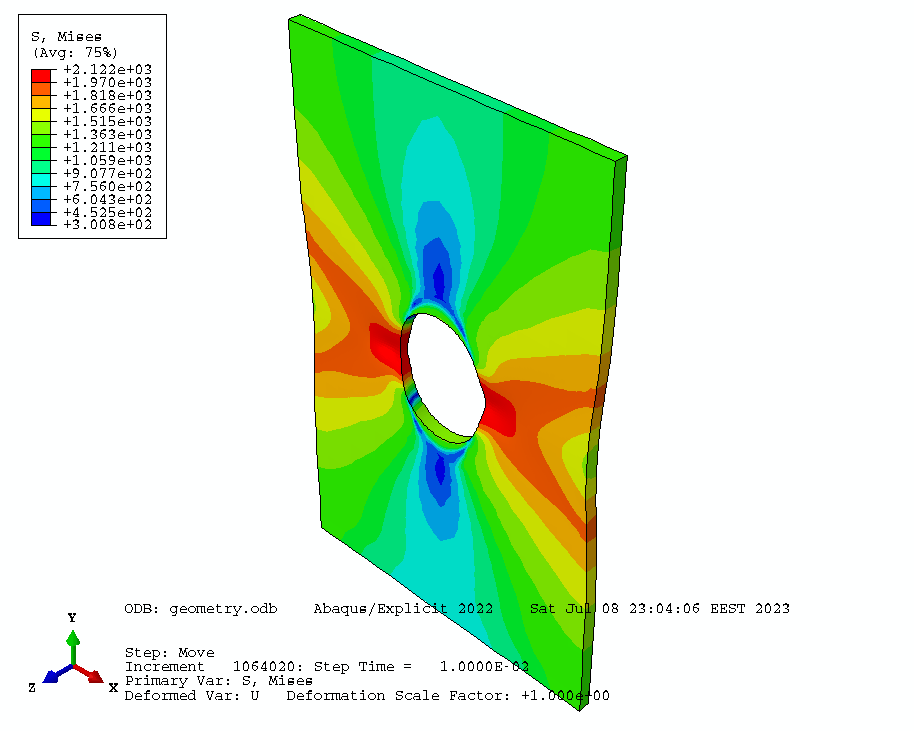 S, Mises
(Avg: 75%)
+2.122e+03
+1.970e+03
+1.818e+03
+1.666e+03
+1.515e+03
+1.363e+03
+1.211e+03
+1.059e+03
+9.077e+02
+7.560e+02
+6.043e+02
+4.525e+02
+3.008e+02
ODB: geometry.odb Abaqus/Explicit 2022 Sat Jul 08 23:04:06 EEST 2023
Y
Z X
Step: Move
Increment 1064020: Step Time = 1.0000E-02
Primary Var: S, Mises
Deformed Var: U Deformation Scale Factor: +1.000e+00